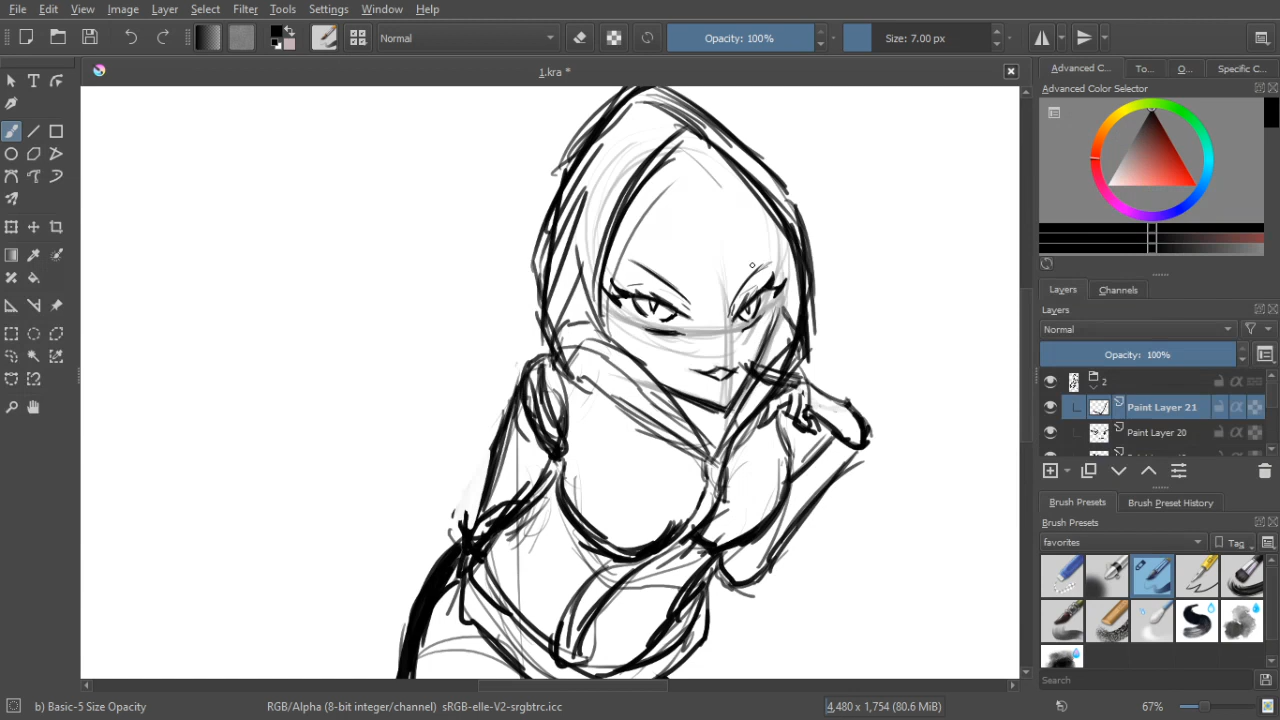 File Edit View Image Layer Select Filter Tools Settings Window Help
Normal Opacity: 100% Size: 7.00 px
1.kra *
Advanced C... To... O... Specific C...
Advanced Color Selector
Layers Channels
Layers
Normal
Opacity: 100%
2
Paint Layer 21
Paint Layer 20
Brush Presets Brush Preset History
Brush Presets
favorites Tag
Search
b) Basic-5 Size Opacity RGB/Alpha (8-bit integer/channel) sRGB-elle-V2-srgbtrc.icc 4,480 x 1,754 (80.6 MiB) 67%